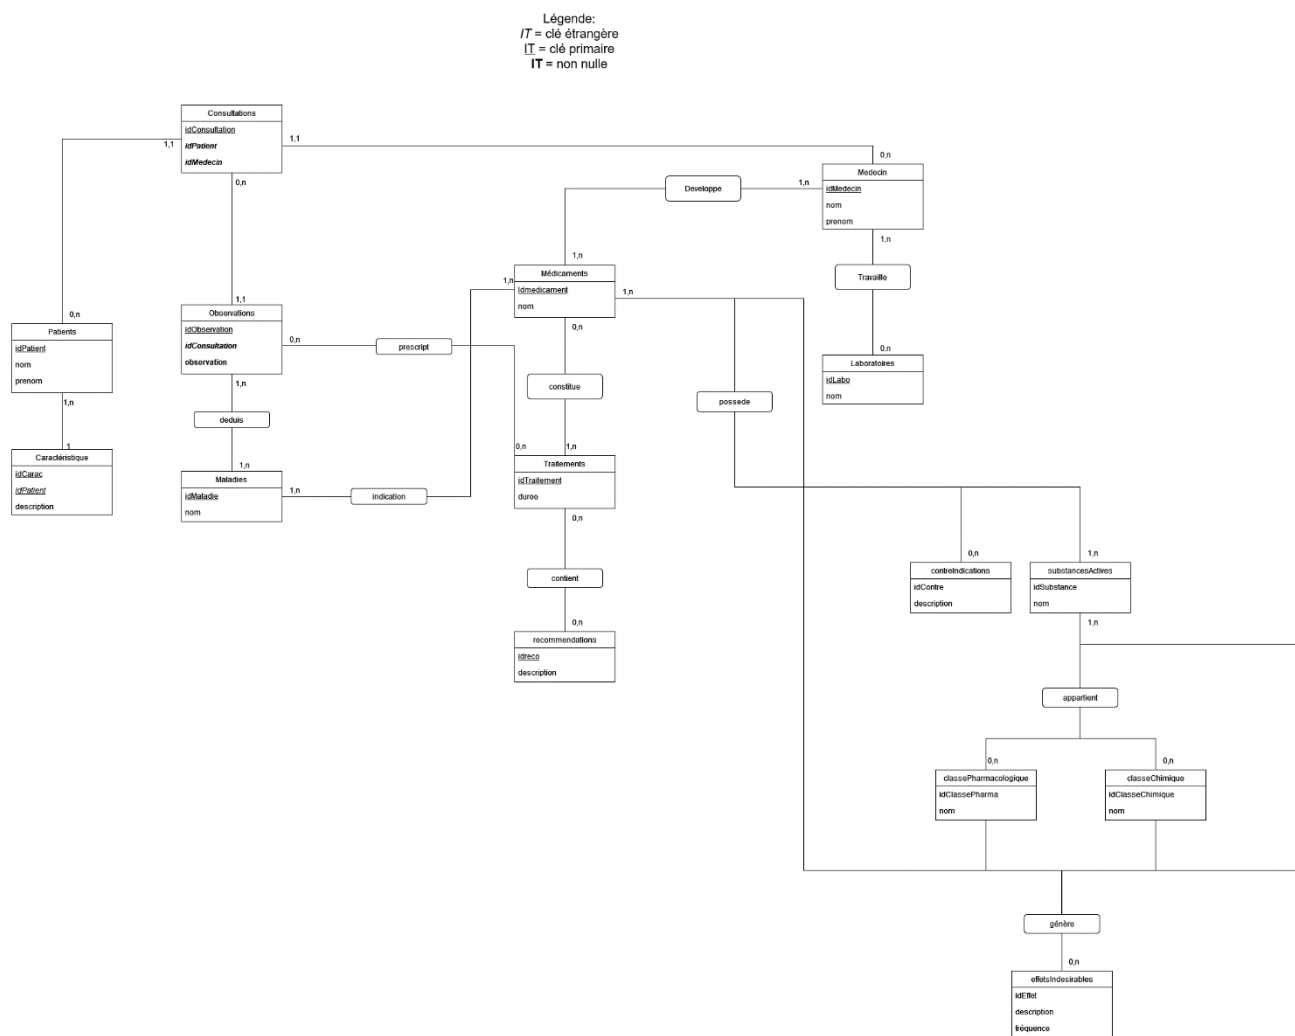 Légende:
IT = clé étrangère
IT = clé primaire
IT = non nulle
Consultations
idConsultation
idPatient
idMedecin
1,1
1,1
0,n
0,n
Medecin
idMedecin
nom
prenom
Developpe
1,n
1,n
1,n
Travaille
0,n
Laboratoires
idLabo
nom
Médicaments
Idmedicament
nom
1,n
1,n
0,n
1,1
Observations
idObservation
idConsultation
observation
0,n
prescript
1,n
0,n
Patients
idPatient
nom
prenom
1,n
1
Caractéristique
idCarac
idPatient
description
deduis
1,n
Maladies
idMaladie
nom
1,n
indication
constitue
possede
0,n
1,n
Traitements
idTraitement
duree
0,n
contient
0,n
recommendations
idreco
description
0,n
contreIndications
idContre
description
1,n
substancesActives
idSubstance
nom
1,n
appartient
0,n
0,n
classePharmacologique
idClassePharma
nom
classeChimique
idClasseChimique
nom
génère
0,n
effetsIndesirables
idEffet
description
fréquence